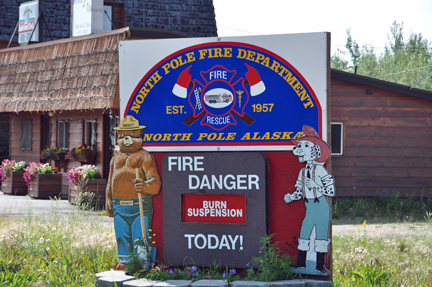 NORTH POLE FIRE DEPARTMENT
FIRE
EST. 1957
RESCUE
NORTH POLE ALASKA
FIRE
DANGER
BURN
SUSPENSION
TODAY!